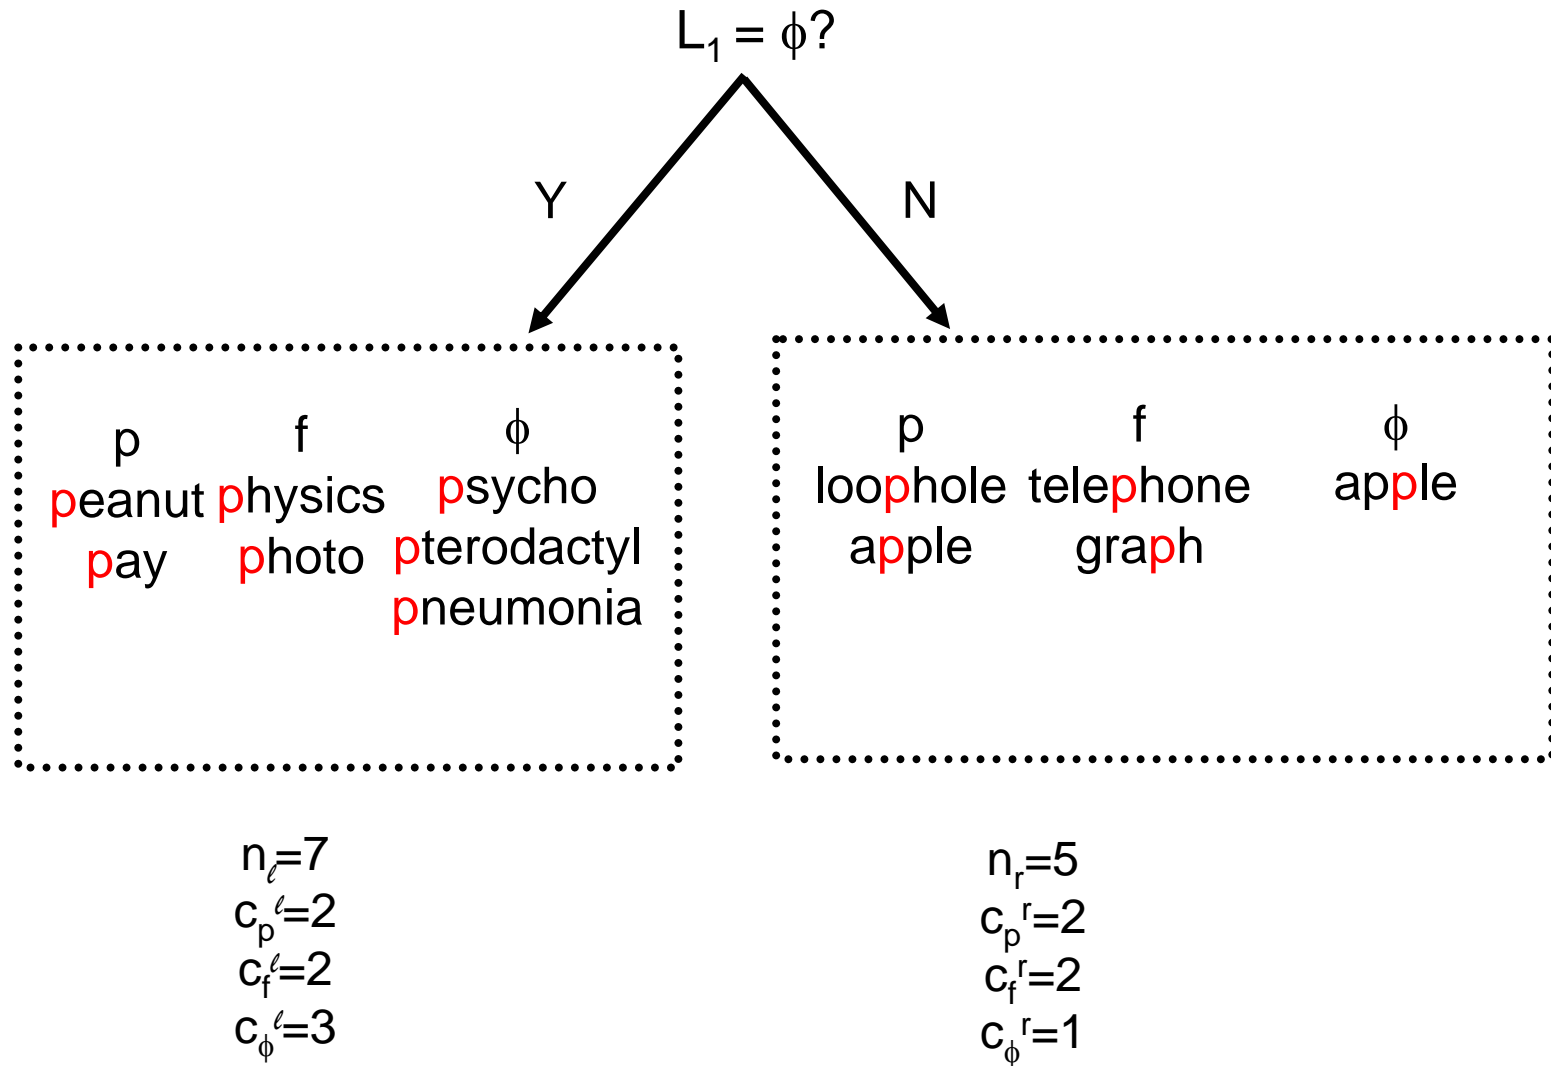 L₁ = ϕ?
Y
N
p
f
ϕ
peanut
physics
psycho
pay
photo
pterodactyl
pneumonia
p
f
ϕ
loophole
telephone
apple
apple
graph
nℓ=7
cpℓ=2
cfℓ=2
cϕℓ=3
nr=5
cpr=2
cfr=2
cϕr=1